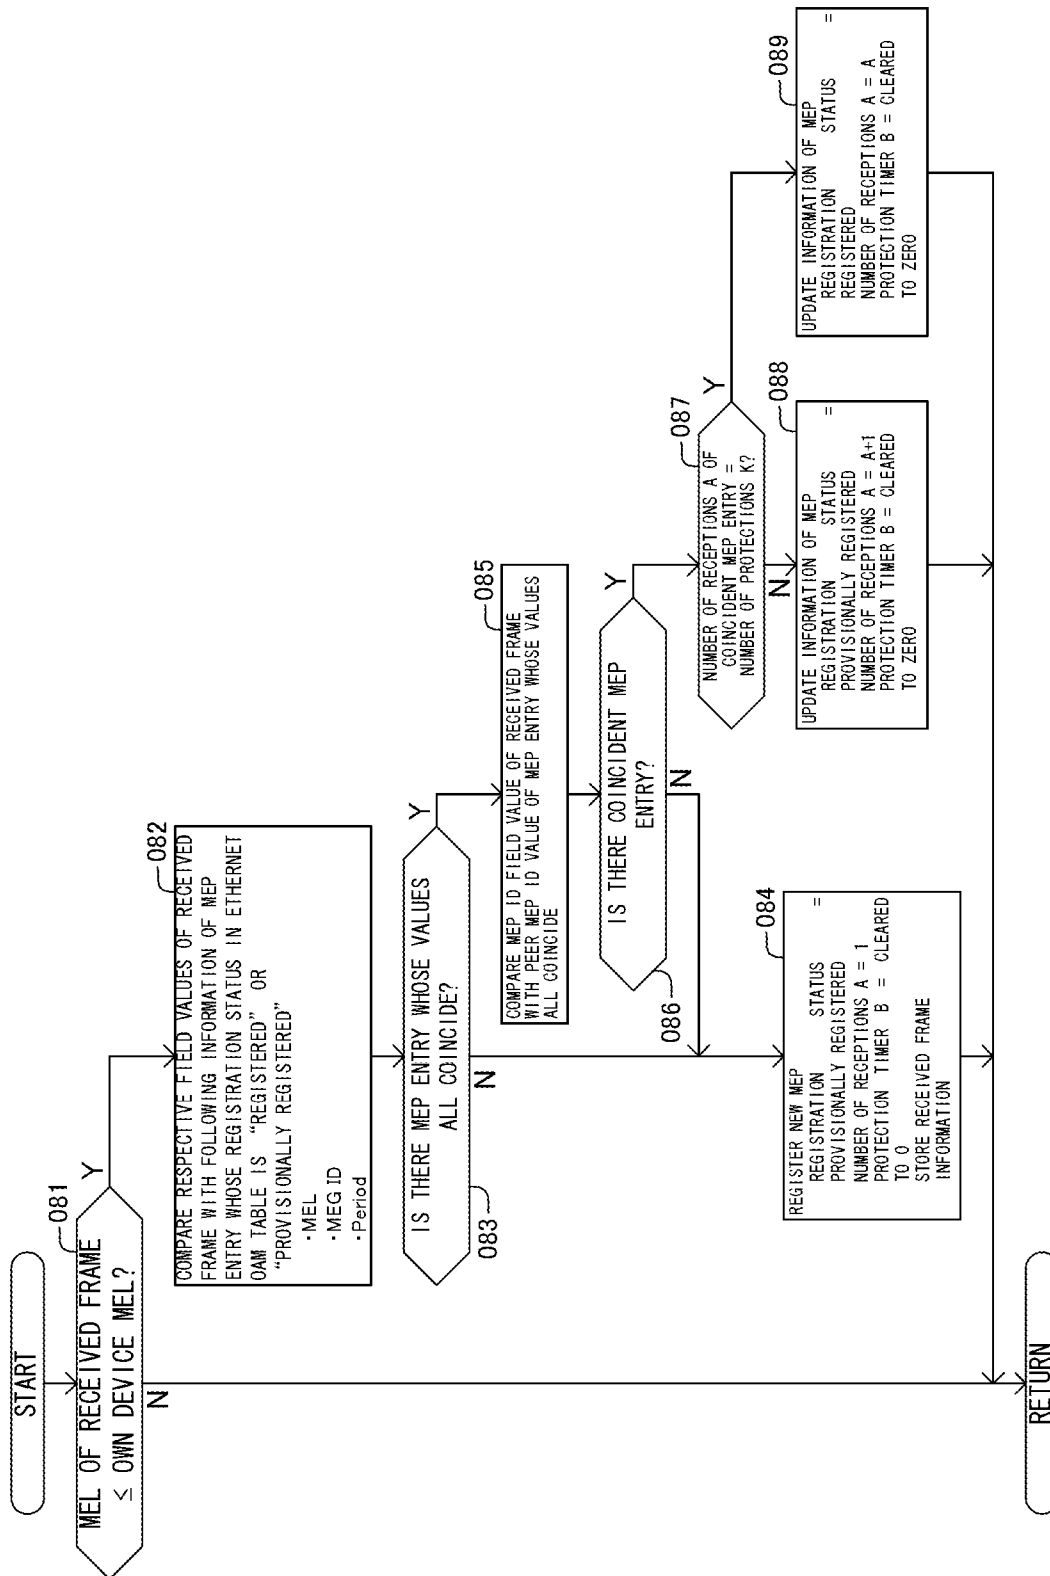 START
MEL OF RECEIVED FRAME
≤ OWN DEVICE MEL?
081
Y
N
082
COMPARE RESPECTIVE FIELD VALUES OF RECEIVED
FRAME WITH FOLLOWING INFORMATION OF MEP
ENTRY WHOSE REGISTRATION STATUS IN ETHERNET
OAM TABLE IS "REGISTERED" OR
"PROVISIONALLY REGISTERED"
・MEL
・MEG ID
・Period
IS THERE MEP ENTRY WHOSE VALUES
ALL COINCIDE?
083
Y
N
085
COMPARE MEP ID FIELD VALUE OF RECEIVED FRAME
WITH PEER MEP ID VALUE OF MEP ENTRY WHOSE VALUES
ALL COINCIDE
IS THERE COINCIDENT MEP
ENTRY?
086
Y
N
087
NUMBER OF RECEPTIONS A OF
COINCIDENT MEP ENTRY =
NUMBER OF PROTECTIONS K?
Y
N
084
REGISTER NEW MEP
REGISTRATION STATUS =
PROVISIONALLY REGISTERED
NUMBER OF RECEPTIONS A = 1
PROTECTION TIMER B = CLEARED
TO 0
STORE RECEIVED FRAME
INFORMATION
088
UPDATE INFORMATION OF MEP
REGISTRATION STATUS =
PROVISIONALLY REGISTERED
NUMBER OF RECEPTIONS A = A+1
PROTECTION TIMER B = CLEARED
TO ZERO
089
UPDATE INFORMATION OF MEP
REGISTRATION STATUS =
REGISTERED
NUMBER OF RECEPTIONS A = A
PROTECTION TIMER B = CLEARED
TO ZERO
RETURN